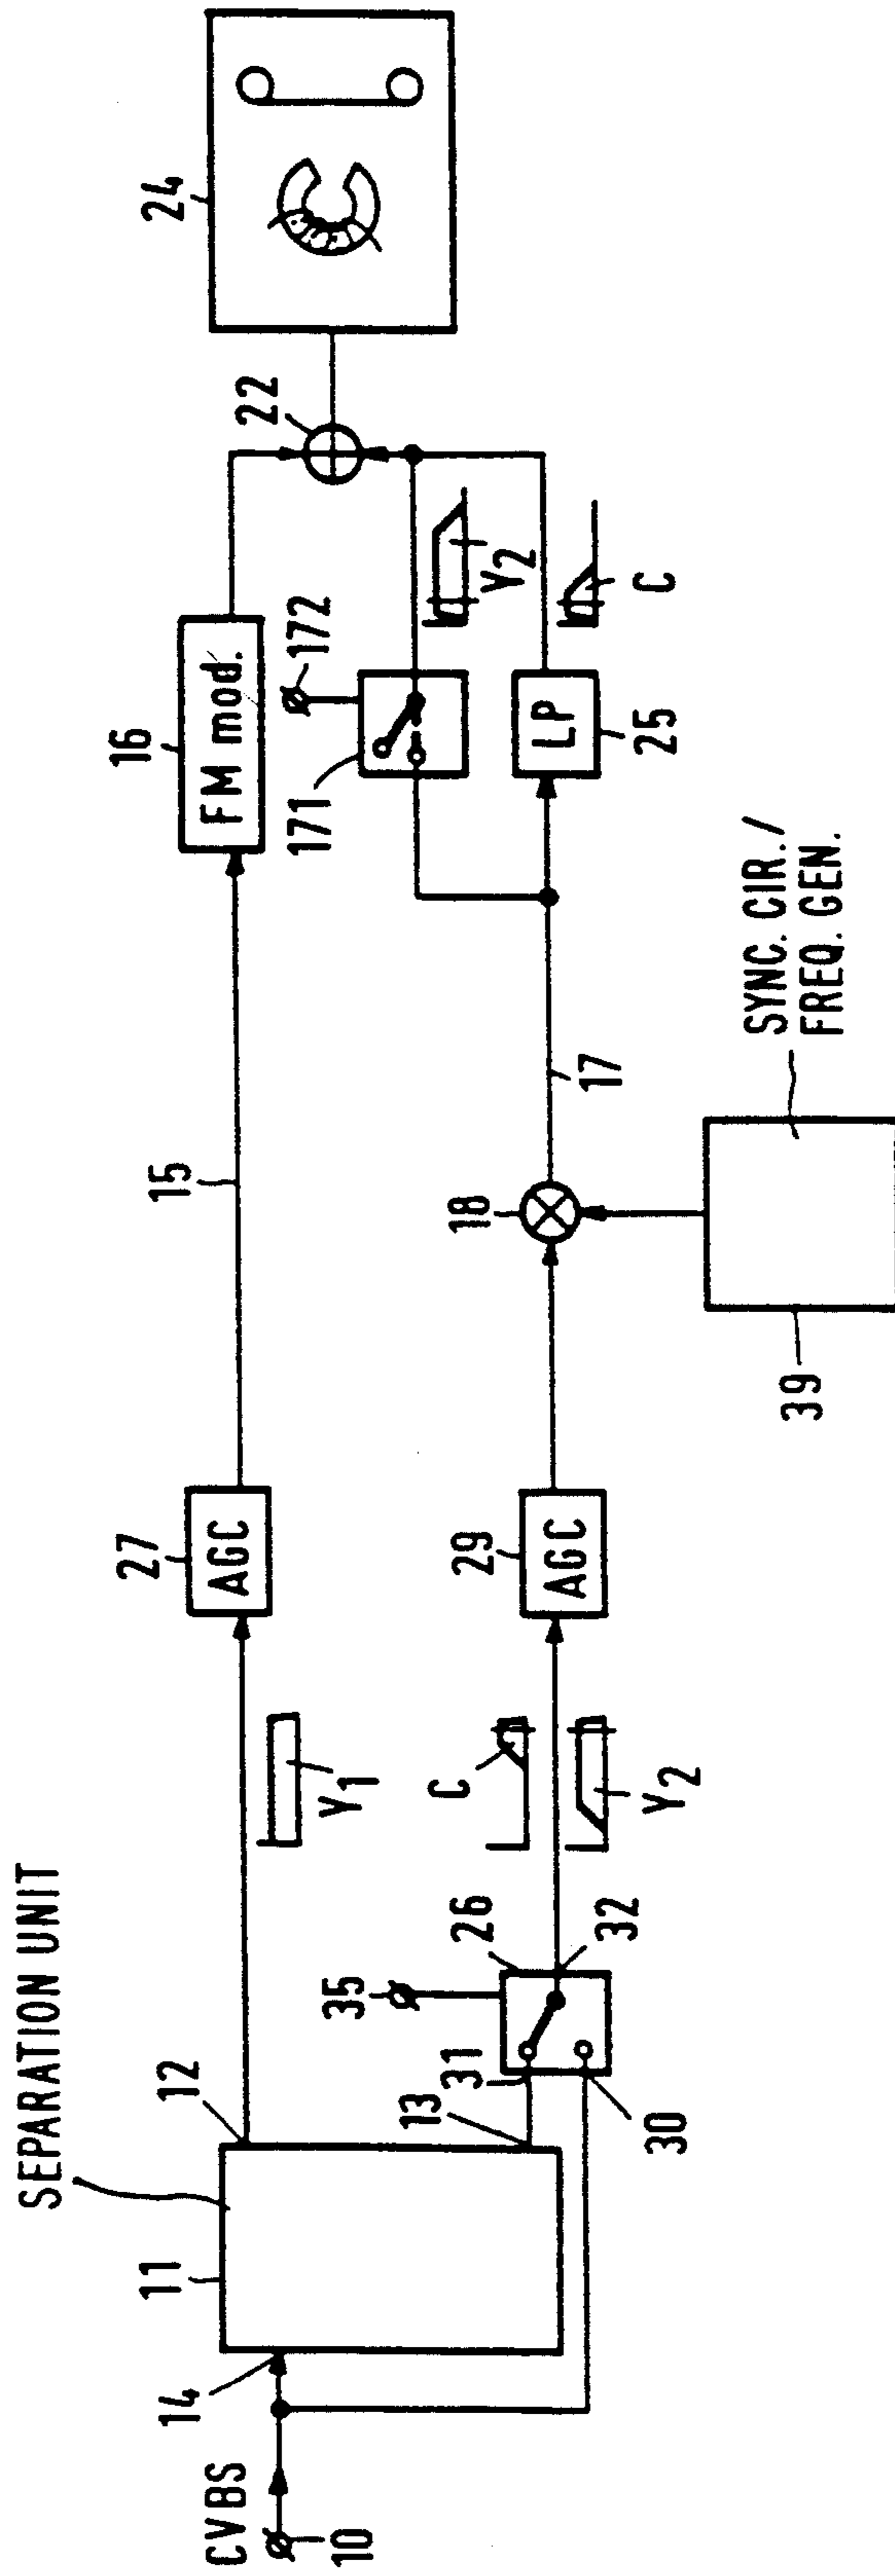 SEPARATION UNIT
CVBS
10
14
11
12
13
31
30
35
26
32
Y1
C
Y2
27
AGC
29
AGC
15
18
17
39
SYNC. CIR./
FREQ. GEN.
16
FM mod.
171
172
LP
25
Y2
C
22
24